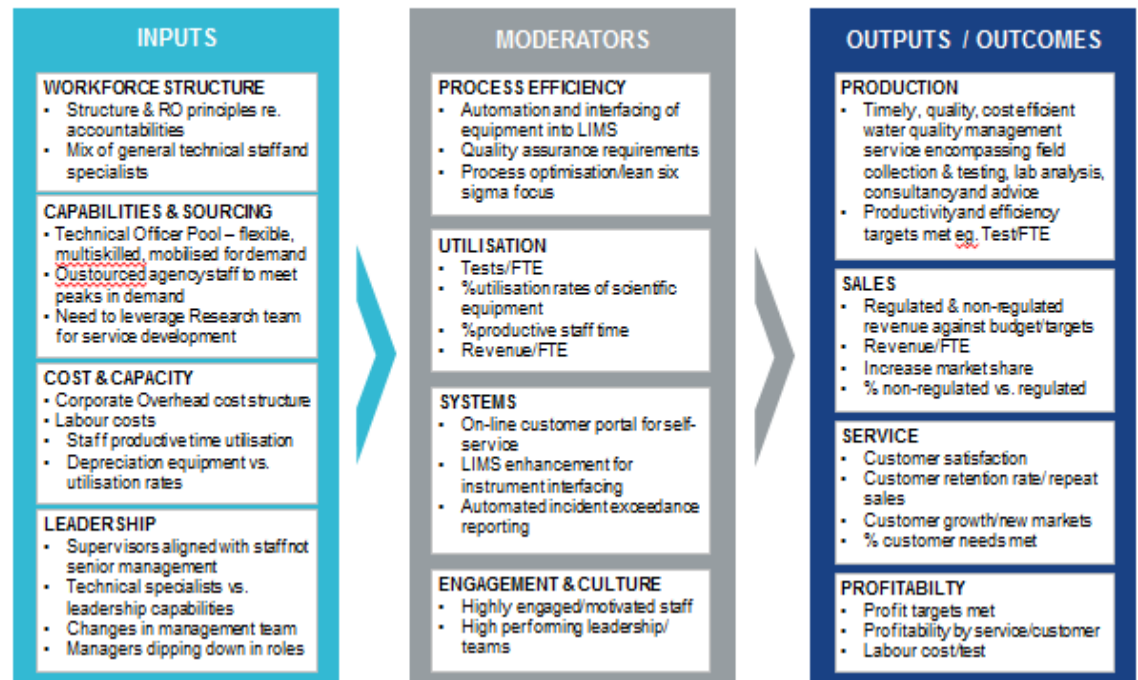 INPUTS
WORKFORCE STRUCTURE
• Structure & RO principles re.
accountabilities
• Mix of general technical staff and
specialists
CAPABILITIES & SOURCING
• Technical Officer Pool – flexible,
multiskilled, mobilised for demand
• Oustourced agency staff to meet
peaks in demand
• Need to leverage Research team
for service development
COST & CAPACITY
• Corporate Overhead cost structure
• Labour costs
• Staff productive time utilisation
• Depreciation equipment vs.
utilisation rates
LEADERSHIP
• Supervisors aligned with staff not
senior management
• Technical specialists vs.
leadership capabilities
• Changes in management team
• Managers dipping down in roles
MODERATORS
PROCESS EFFICIENCY
• Automation and interfacing of
equipment into LIMS
• Quality assurance requirements
• Process optimisation/lean six
sigma focus
UTILISATION
• Tests/FTE
• %utilisation rates of scientific
equipment
• %productive staff time
• Revenue/FTE
SYSTEMS
• On-line customer portal for self-
service
• LIMS enhancement for
instrument interfacing
• Automated incident exceedance
reporting
ENGAGEMENT & CULTURE
• Highly engaged/motivated staff
• High performing leadership/
teams
OUTPUTS / OUTCOMES
PRODUCTION
• Timely, quality, cost efficient
water quality management
service encompassing field
collection & testing, lab analysis,
consultancy and advice
• Productivity and efficiency
targets met eg. Test/FTE
SALES
• Regulated & non-regulated
revenue against budget/targets
• Revenue/FTE
• Increase market share
• % non-regulated vs. regulated
SERVICE
• Customer satisfaction
• Customer retention rate/ repeat
sales
• Customer growth/new markets
• % customer needs met
PROFITABILTY
• Profit targets met
• Profitability by service/customer
• Labour cost/test